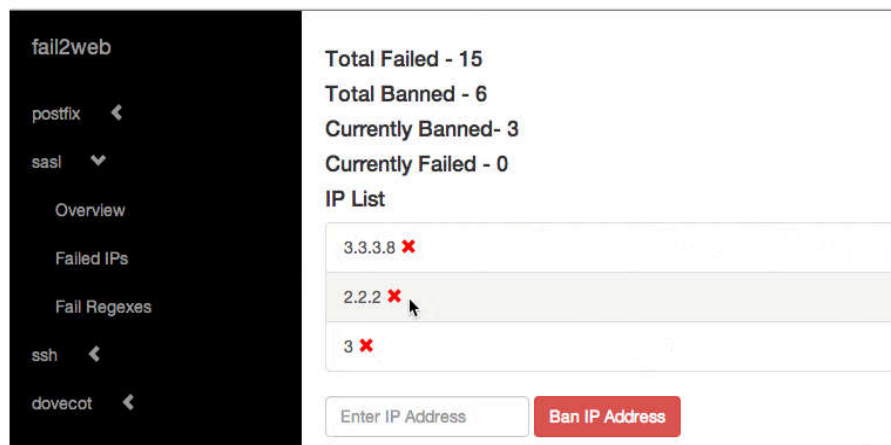 fail2web
postfix
sasl
Overview
Failed IPs
Fail Regexes
ssh
dovecot
Total Failed - 15
Total Banned - 6
Currently Banned- 3
Currently Failed - 0
IP List
3.3.3.8
2.2.2
3
Enter IP Address
Ban IP Address